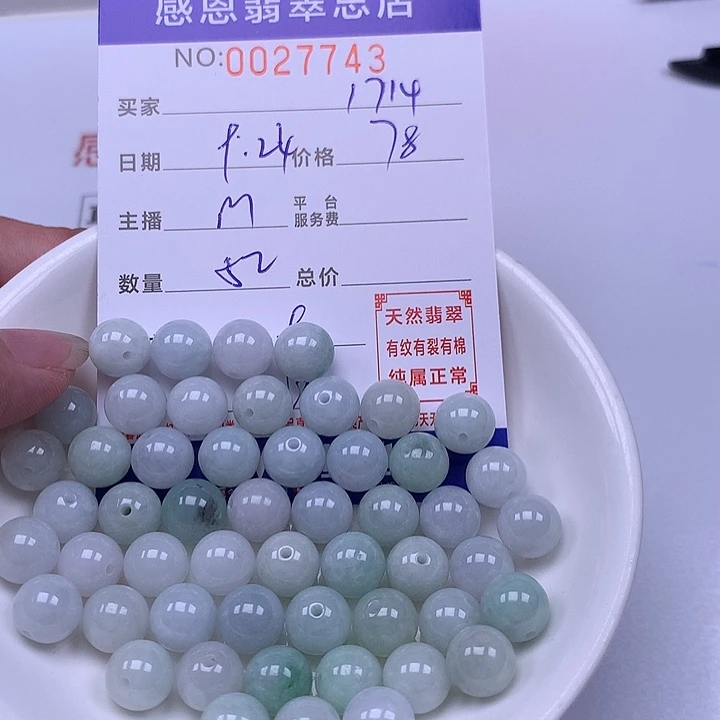 感恩翡翠总店
NO:0027743
买家 1714
日期 9.24 价格 78
主播 M 平台服务费
数量 52 总价
天然翡翠
有纹有裂有棉
纯属正常